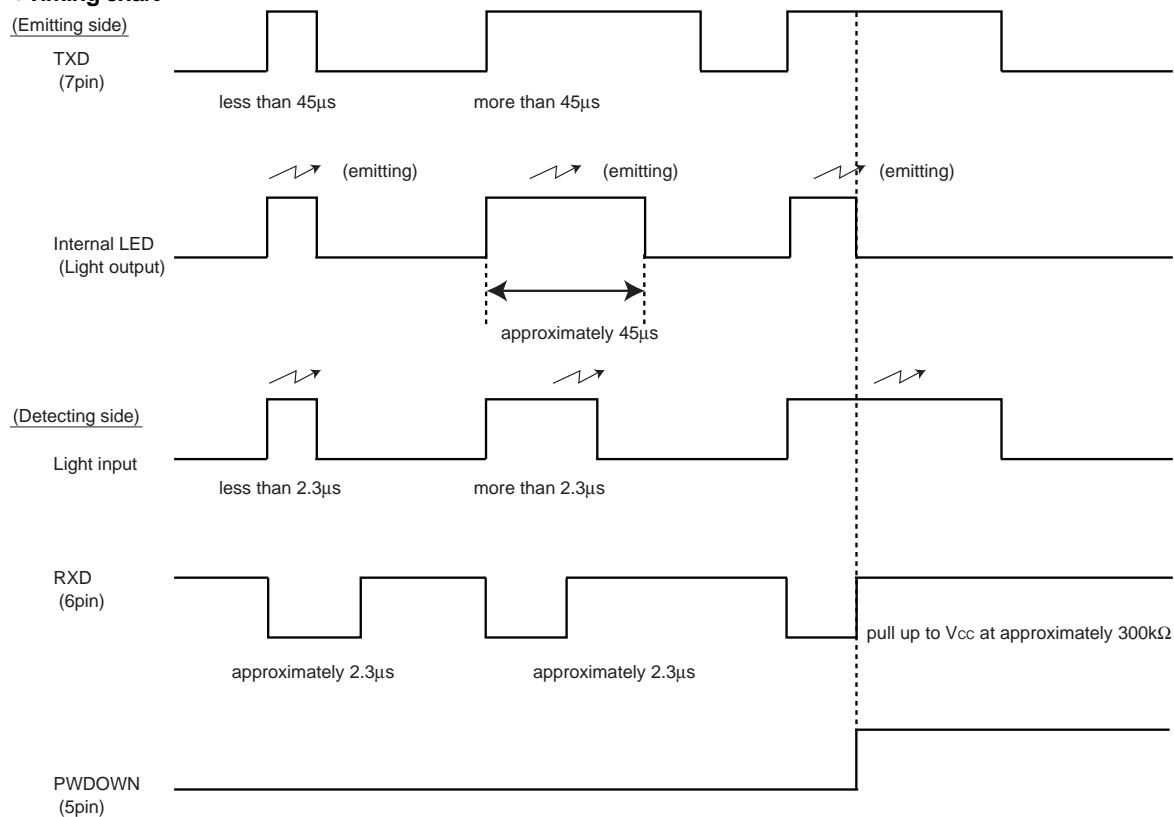 Timing chart
(Emitting side)
TXD
(7pin)
less than 45μs
more than 45μs
(emitting)
(emitting)
(emitting)
Internal LED
(Light output)
approximately 45μs
(Detecting side)
Light input
less than 2.3μs
more than 2.3μs
RXD
(6pin)
pull up to Vcc at approximately 300kΩ
approximately 2.3μs
approximately 2.3μs
PWDOWN
(5pin)